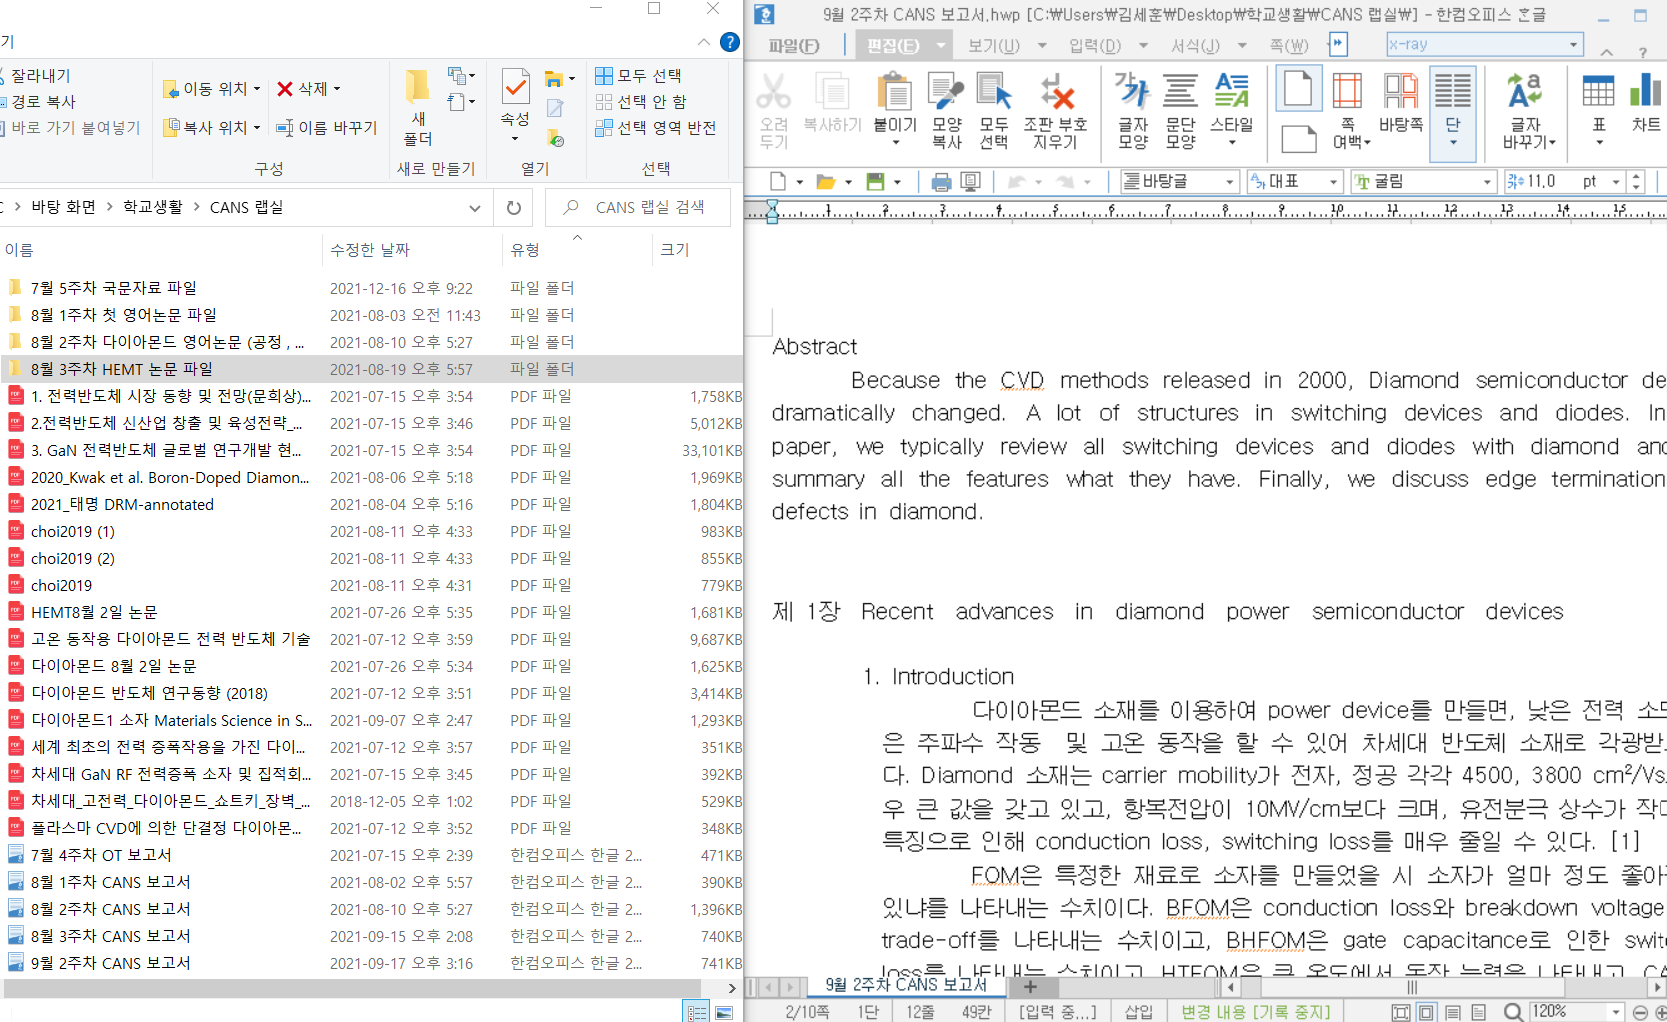 기
잘라내기
경로 복사
바로 가기 붙여넣기
이동 위치
복사 위치
삭제
이름 바꾸기
구성
새
폴더
새로 만들기
속성
열기
모두 선택
선택 안 함
선택 영역 반전
선택
바탕 화면 > 학교생활 > CANS 랩실
CANS 랩실 검색
이름 수정한 날짜 유형 크기
7월 5주차 국문자료 파일 2021-12-16 오후 9:22 파일 폴더
8월 1주차 첫 영어논문 파일 2021-08-03 오전 11:43 파일 폴더
8월 2주차 다이아몬드 영어논문 (공정 , ... 2021-08-10 오후 5:27 파일 폴더
8월 3주차 HEMT 논문 파일 2021-08-19 오후 5:57 파일 폴더
1. 전력반도체 시장 동향 및 전망(문희상)... 2021-07-15 오후 3:54 PDF 파일 1,758KB
2.전력반도체 신산업 창출 및 육성전략_... 2021-07-15 오후 3:46 PDF 파일 5,012KB
3. GaN 전력반도체 글로벌 연구개발 현... 2021-07-15 오후 3:54 PDF 파일 33,101KB
2020_Kwak et al. Boron-Doped Diamon... 2021-08-06 오후 5:18 PDF 파일 1,969KB
2021_태명 DRM-annotated 2021-08-04 오후 5:16 PDF 파일 1,804KB
choi2019 (1) 2021-08-11 오후 4:33 PDF 파일 983KB
choi2019 (2) 2021-08-11 오후 4:33 PDF 파일 855KB
choi2019 2021-08-11 오후 4:31 PDF 파일 779KB
HEMT8월 2일 논문 2021-07-26 오후 5:35 PDF 파일 1,681KB
고온 동작용 다이아몬드 전력 반도체 기술 2021-07-12 오후 3:59 PDF 파일 9,687KB
다이아몬드 8월 2일 논문 2021-07-26 오후 5:34 PDF 파일 1,625KB
다이아몬드 반도체 연구동향 (2018) 2021-07-12 오후 3:51 PDF 파일 3,414KB
다이아몬드1 소자 Materials Science in S... 2021-09-07 오후 2:47 PDF 파일 1,293KB
세계 최초의 전력 증폭작용을 가진 다이... 2021-07-12 오후 3:57 PDF 파일 351KB
차세대 GaN RF 전력증폭 소자 및 집적회... 2021-07-15 오후 3:45 PDF 파일 392KB
차세대_고전력_다이아몬드_쇼트키_장벽_... 2018-12-05 오후 1:02 PDF 파일 529KB
플라스마 CVD에 의한 단결정 다이아몬... 2021-07-12 오후 3:52 PDF 파일 348KB
7월 4주차 OT 보고서 2021-07-15 오후 2:39 한컴오피스 한글 2... 471KB
8월 1주차 CANS 보고서 2021-08-02 오후 5:57 한컴오피스 한글 2... 390KB
8월 2주차 CANS 보고서 2021-08-10 오후 5:27 한컴오피스 한글 2... 1,396KB
8월 3주차 CANS 보고서 2021-09-15 오후 2:08 한컴오피스 한글 2... 740KB
9월 2주차 CANS 보고서 2021-09-17 오후 3:16 한컴오피스 한글 2... 741KB
9월 2주차 CANS 보고서.hwp [C:₩Users₩김세훈₩Desktop₩학교생활₩CANS 랩실₩] - 한컴오피스 한글
파일(F) 편집(E) 보기(U) 입력(D) 서식(J) 쪽(W) x-ray
오려
두기
복사하기
붙이기
모양
복사
모두
선택
조판 부호
지우기
글자
모양
문단
모양
스타일
쪽
여백
바탕쪽
단
글자
바꾸기
표
차트
바탕글 대표 굴림 11.0 pt
1 2 3 4 5 6 7 8 9 10 11 12 13 14 15
Abstract
Because the CVD methods released in 2000, Diamond semiconductor de
dramatically changed. A lot of structures in switching devices and diodes. In
paper, we typically review all switching devices and diodes with diamond and
summary all the features what they have. Finally, we discuss edge termination
defects in diamond.
제 1장 Recent advances in diamond power semiconductor devices
1. Introduction
다이아몬드 소재를 이용하여 power device를 만들면, 낮은 전력 소모
은 주파수 작동 및 고온 동작을 할 수 있어 차세대 반도체 소재로 각광받
다. Diamond 소재는 carrier mobility가 전자, 정공 각각 4500, 3800 cm²/Vs
우 큰 값을 갖고 있고, 항복전압이 10MV/cm보다 크며, 유전분극 상수가 작
특징으로 인해 conduction loss, switching loss를 매우 줄일 수 있다. [1]
FOM은 특정한 재료로 소자를 만들었을 시 소자가 얼마 정도 좋아
있냐를 나타내는 수치이다. BFOM은 conduction loss와 breakdown voltage
trade-off를 나타내는 수치이고, BHFOM은 gate capacitance로 인한 swit
loss를 나타내는 수치이고, HTFOM은 큰 온도에서 동작 능력을 나타내고, CA
9월 2주차 CANS 보고서
2/10쪽 1단 12줄 49칸 [입력 중...] 삽입 변경 내용 [기록 중지] 120%